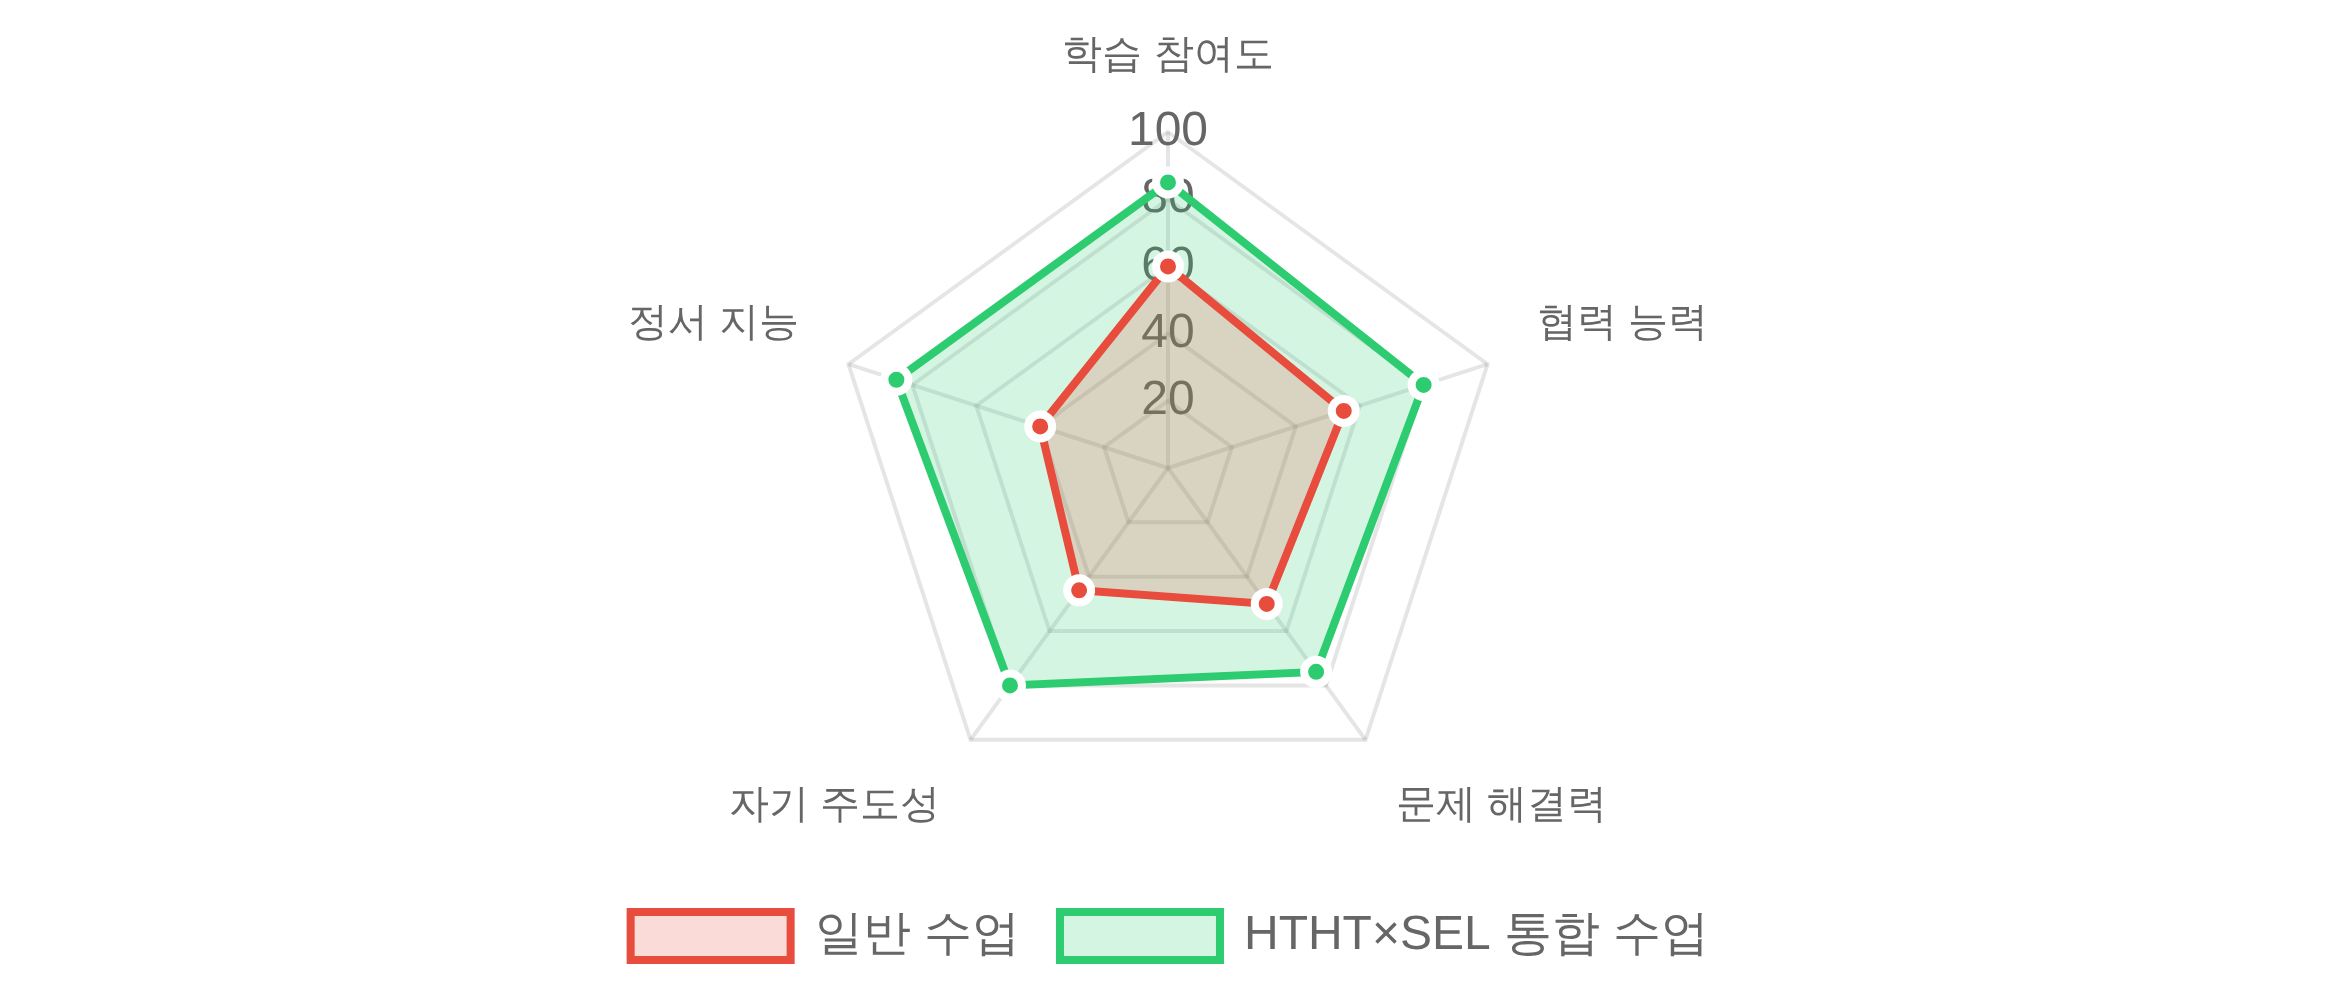 학습 참여도
100
80
60
40
20
정서 지능
협력 능력
자기 주도성
문제 해결력
일반 수업
HTHT×SEL 통합 수업